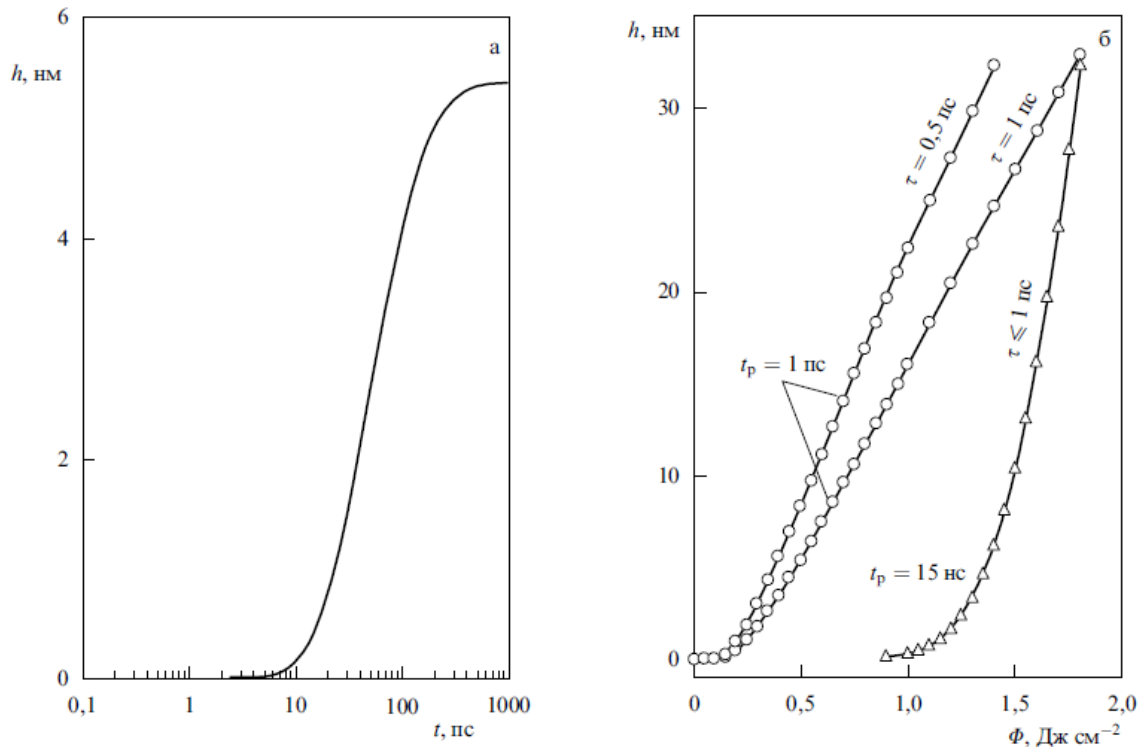 а
h, нм
6
4
2
0
0,1
1
10
100
1000
t, пс
б
h, нм
30
20
10
0
0
0,5
1,0
1,5
2,0
Φ, Дж см⁻²
τ = 0,5 пс
τ = 1 пс
τ ⩽ 1 пс
tₚ = 1 пс
tₚ = 15 нс